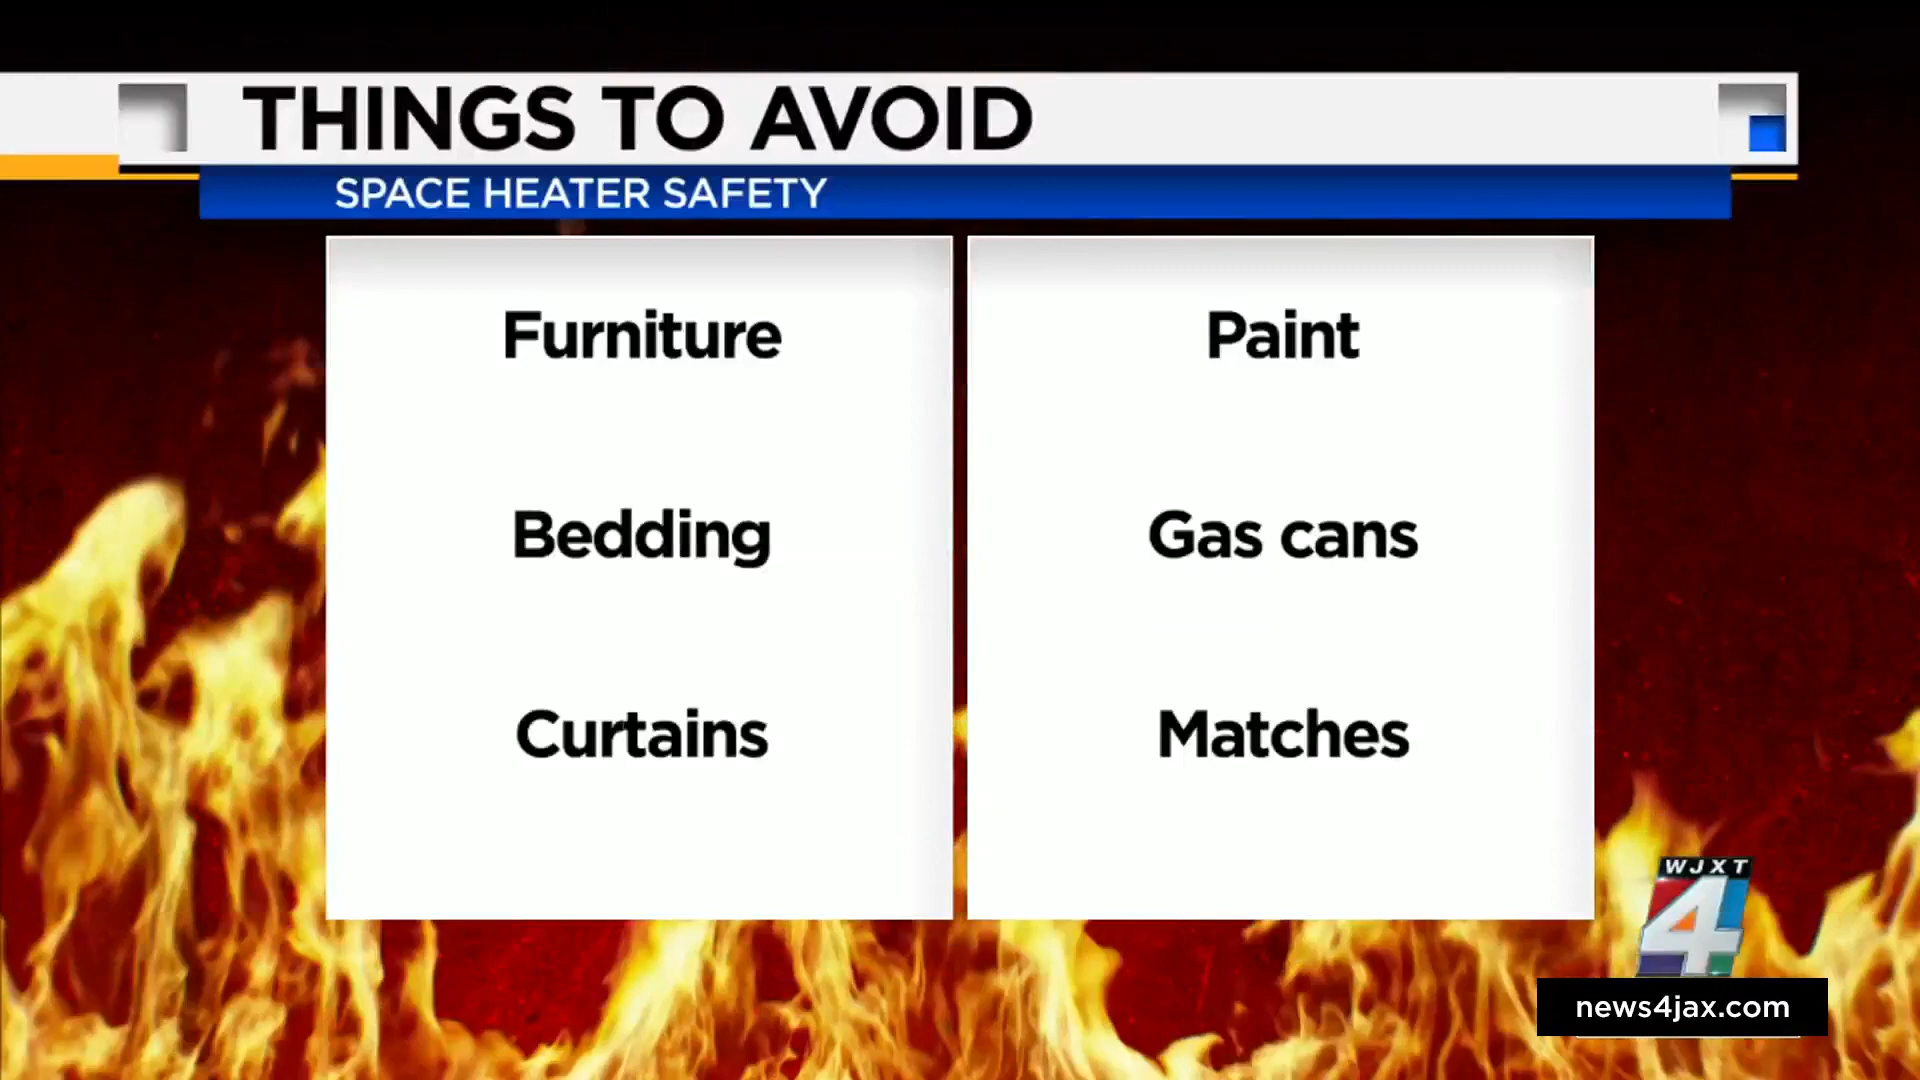 THINGS TO AVOID
SPACE HEATER SAFETY
Furniture
Bedding
Curtains
Paint
Gas cans
Matches
WJXT
4
news4jax.com